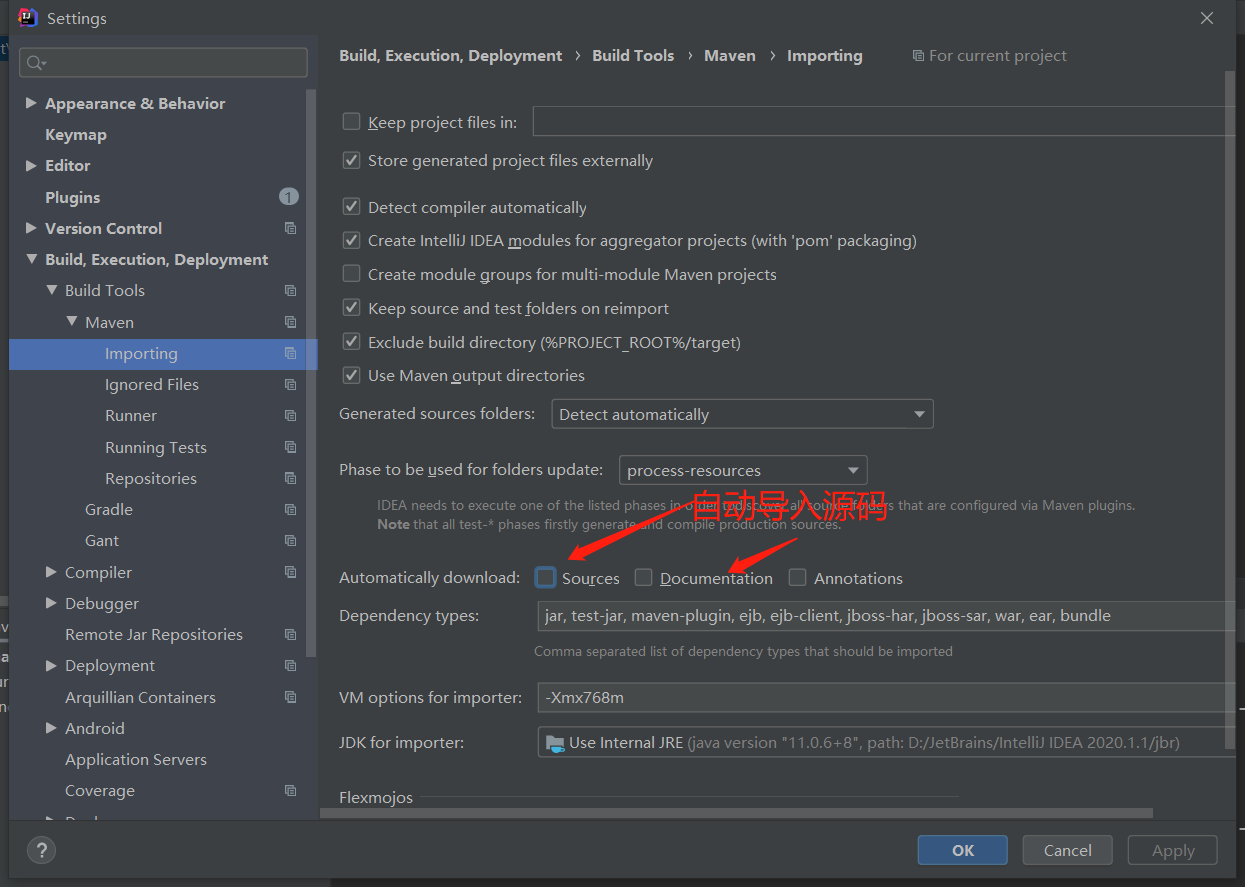 Settings
Appearance & Behavior
Keymap
Editor
Plugins
1
Version Control
Build, Execution, Deployment
Build Tools
Maven
Importing
Ignored Files
Runner
Running Tests
Repositories
Gradle
Gant
Compiler
Debugger
Remote Jar Repositories
Deployment
Arquillian Containers
Android
Application Servers
Coverage
Build, Execution, Deployment › Build Tools › Maven › Importing For current project
Keep project files in:
Store generated project files externally
Detect compiler automatically
Create IntelliJ IDEA modules for aggregator projects (with 'pom' packaging)
Create module groups for multi-module Maven projects
Keep source and test folders on reimport
Exclude build directory (%PROJECT_ROOT%/target)
Use Maven output directories
Generated sources folders: Detect automatically
Phase to be used for folders update: process-resources
自动导入源码
IDEA needs to execute one of the listed phases in order to discover all source folders that are configured via Maven plugins.
Note that all test-* phases firstly generate and compile production sources.
Automatically download: Sources Documentation Annotations
Dependency types: jar, test-jar, maven-plugin, ejb, ejb-client, jboss-har, jboss-sar, war, ear, bundle
Comma separated list of dependency types that should be imported
VM options for importer: -Xmx768m
JDK for importer: Use Internal JRE (java version "11.0.6+8", path: D:/JetBrains/IntelliJ IDEA 2020.1.1/jbr)
Flexmojos
? OK Cancel Apply